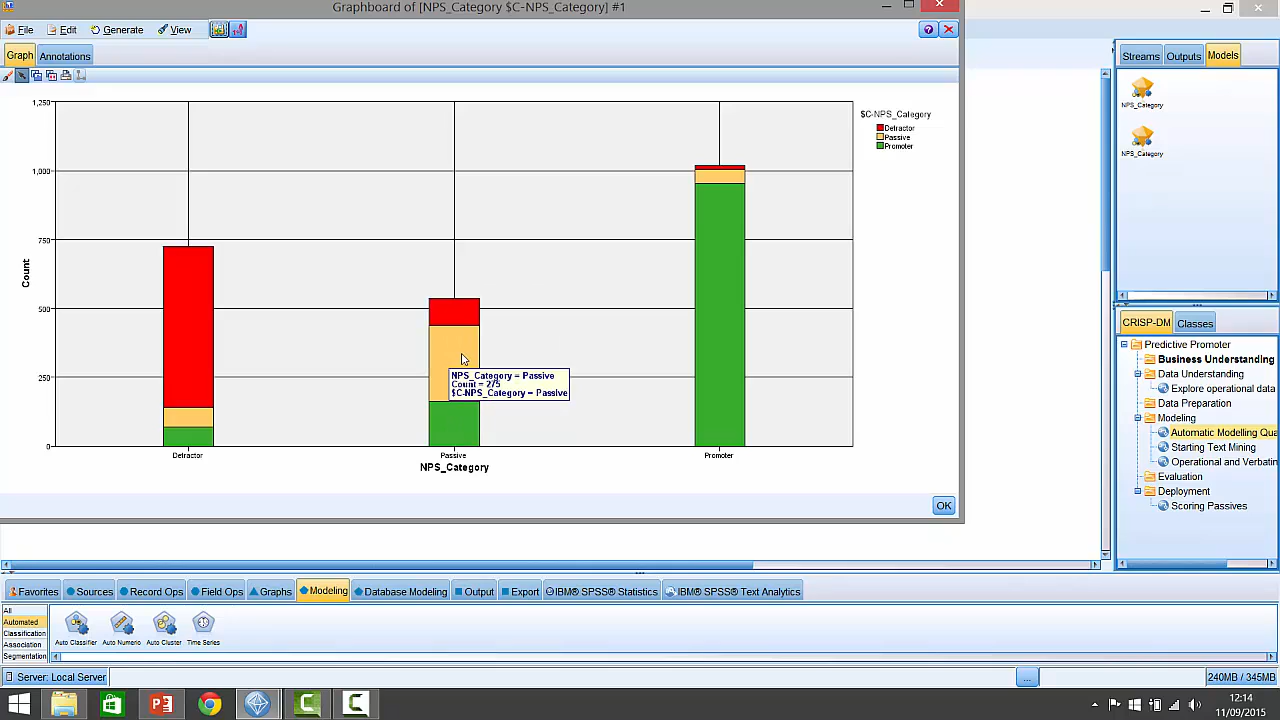 Graphboard of [NPS_Category $C-NPS_Category] #1
File Edit Generate View
Graph Annotations
1,250
1,000
750
500
250
0
Count
Detractor Passive Promoter
NPS_Category
$C-NPS_Category
Detractor
Passive
Promoter
NPS_Category = Passive
Count = 275
$C-NPS_Category = Passive
OK
Streams Outputs Models
NPS_Category
NPS_Category
CRISP-DM Classes
Predictive Promoter
Business Understanding
Data Understanding
Explore operational data
Data Preparation
Modeling
Automatic Modelling Qua
Starting Text Mining
Operational and Verbatin
Evaluation
Deployment
Scoring Passives
Favorites Sources Record Ops Field Ops Graphs Modeling Database Modeling Output Export IBM® SPSS® Statistics IBM® SPSS® Text Analytics
All
Automated
Classification
Association
Segmentation
Auto Classifier Auto Numeric Auto Cluster Time Series
Server: Local Server ... 240MB / 345MB
12:14
11/09/2015